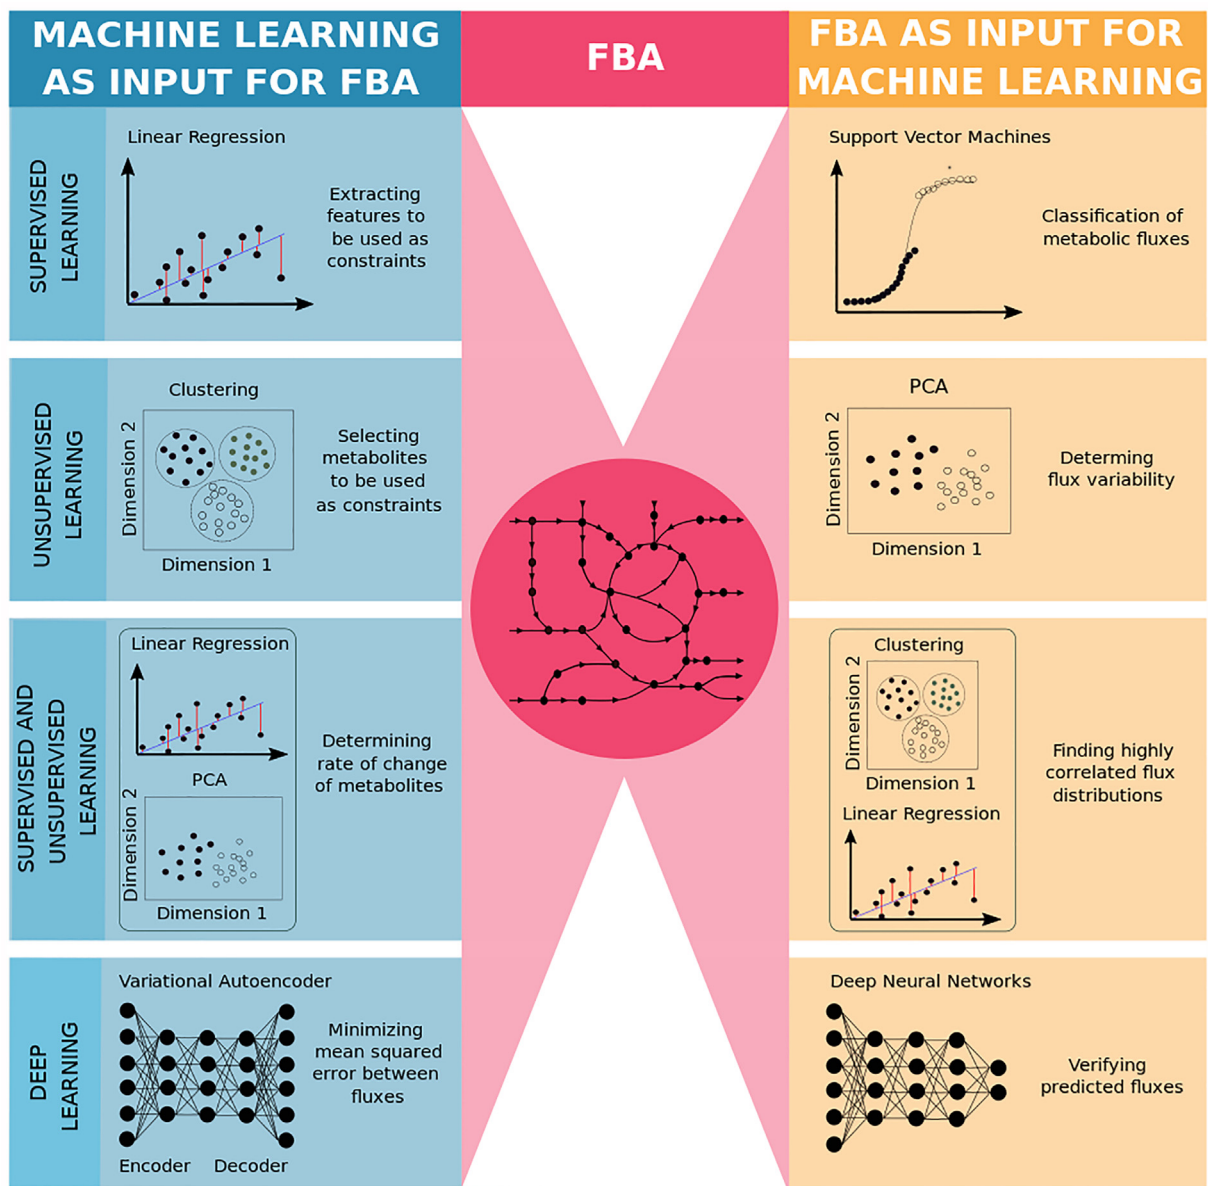 MACHINE LEARNING
AS INPUT FOR FBA
FBA
FBA AS INPUT FOR
MACHINE LEARNING
SUPERVISED
LEARNING
Linear Regression
Extracting
features to
be used as
constraints
Support Vector Machines
Classification of
metabolic fluxes
UNSUPERVISED
LEARNING
Clustering
Dimension 2
Dimension 1
Selecting
metabolites
to be used
as constraints
PCA
Dimension 2
Dimension 1
Determing
flux variability
SUPERVISED AND
UNSUPERVISED
LEARNING
Linear Regression
PCA
Dimension 2
Dimension 1
Determining
rate of change
of metabolites
Clustering
Dimension 2
Dimension 1
Linear Regression
Finding highly
correlated flux
distributions
DEEP
LEARNING
Variational Autoencoder
Encoder Decoder
Minimizing
mean squared
error between
fluxes
Deep Neural Networks
Verifying
predicted fluxes